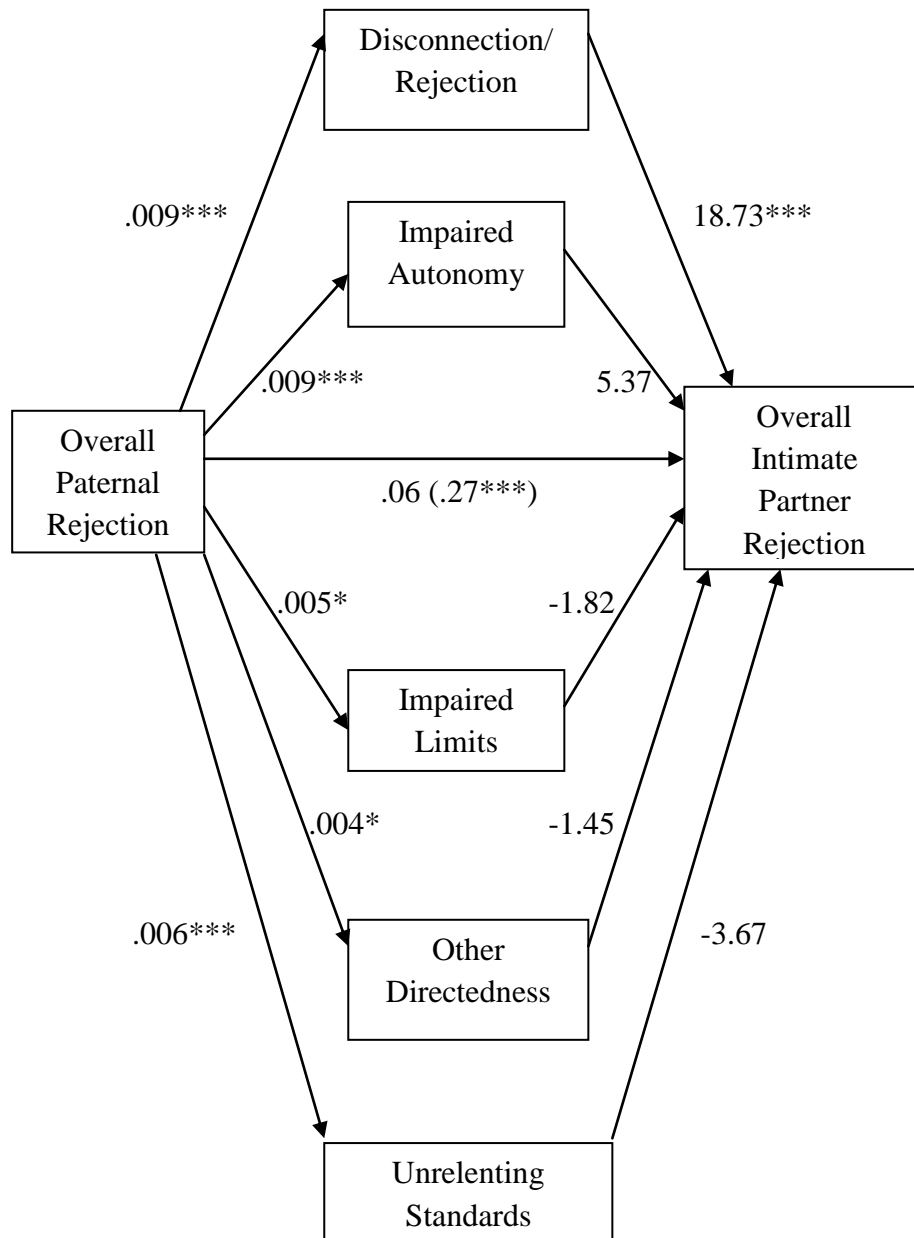 Disconnection/
Rejection
.009***
18.73***
Impaired
Autonomy
.009***
5.37
Overall
Paternal
Rejection
Overall
Intimate
Partner
Rejection
.06 (.27***)
.005*
-1.82
Impaired
Limits
.004*
-1.45
.006***
-3.67
Other
Directedness
Unrelenting
Standards